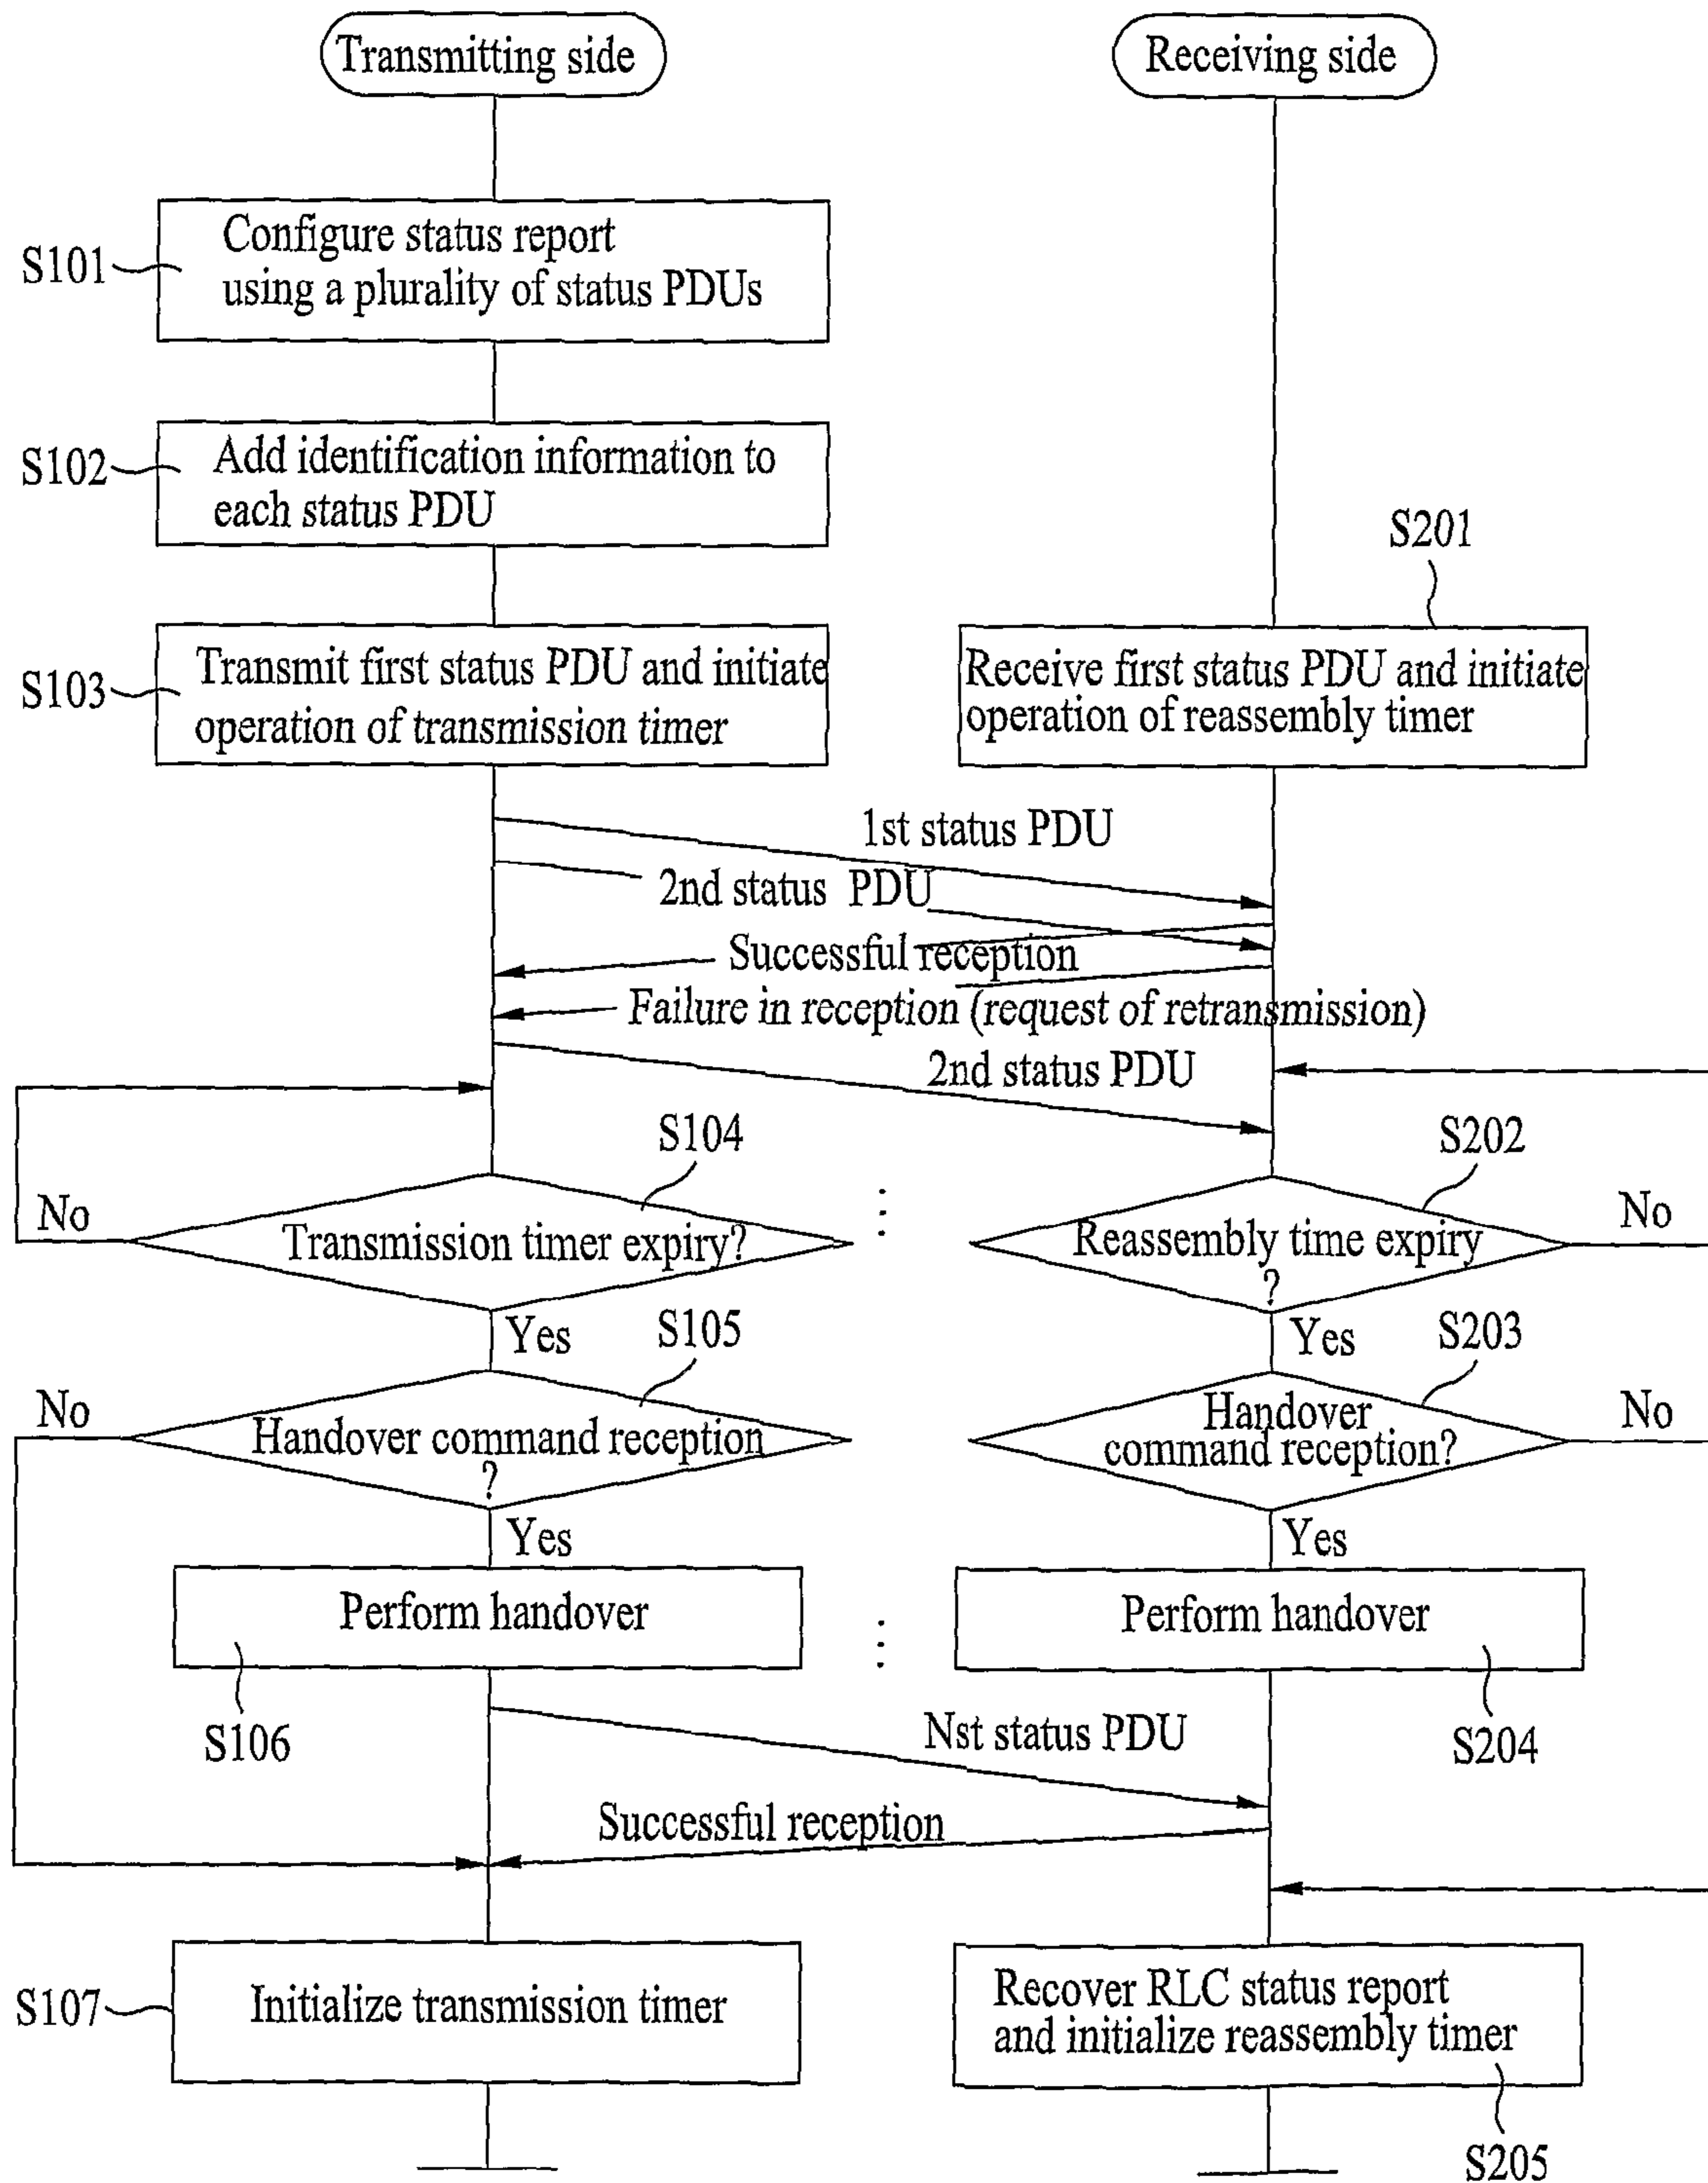 Transmitting side
Receiving side
S101
Configure status report
using a plurality of status PDUs
S102
Add identification information to
each status PDU
S201
S103
Transmit first status PDU and initiate
operation of transmission timer
Receive first status PDU and initiate
operation of reassembly timer
1st status PDU
2nd status PDU
Successful reception
Failure in reception (request of retransmission)
2nd status PDU
S104
S202
No
Transmission timer expiry?
Reassembly time expiry
?
No
Yes
S105
Yes
S203
No
Handover command reception
?
Handover
command reception?
No
Yes
Yes
Perform handover
Perform handover
S106
Nst status PDU
S204
Successful reception
S107
Initialize transmission timer
Recover RLC status report
and initialize reassembly timer
S205